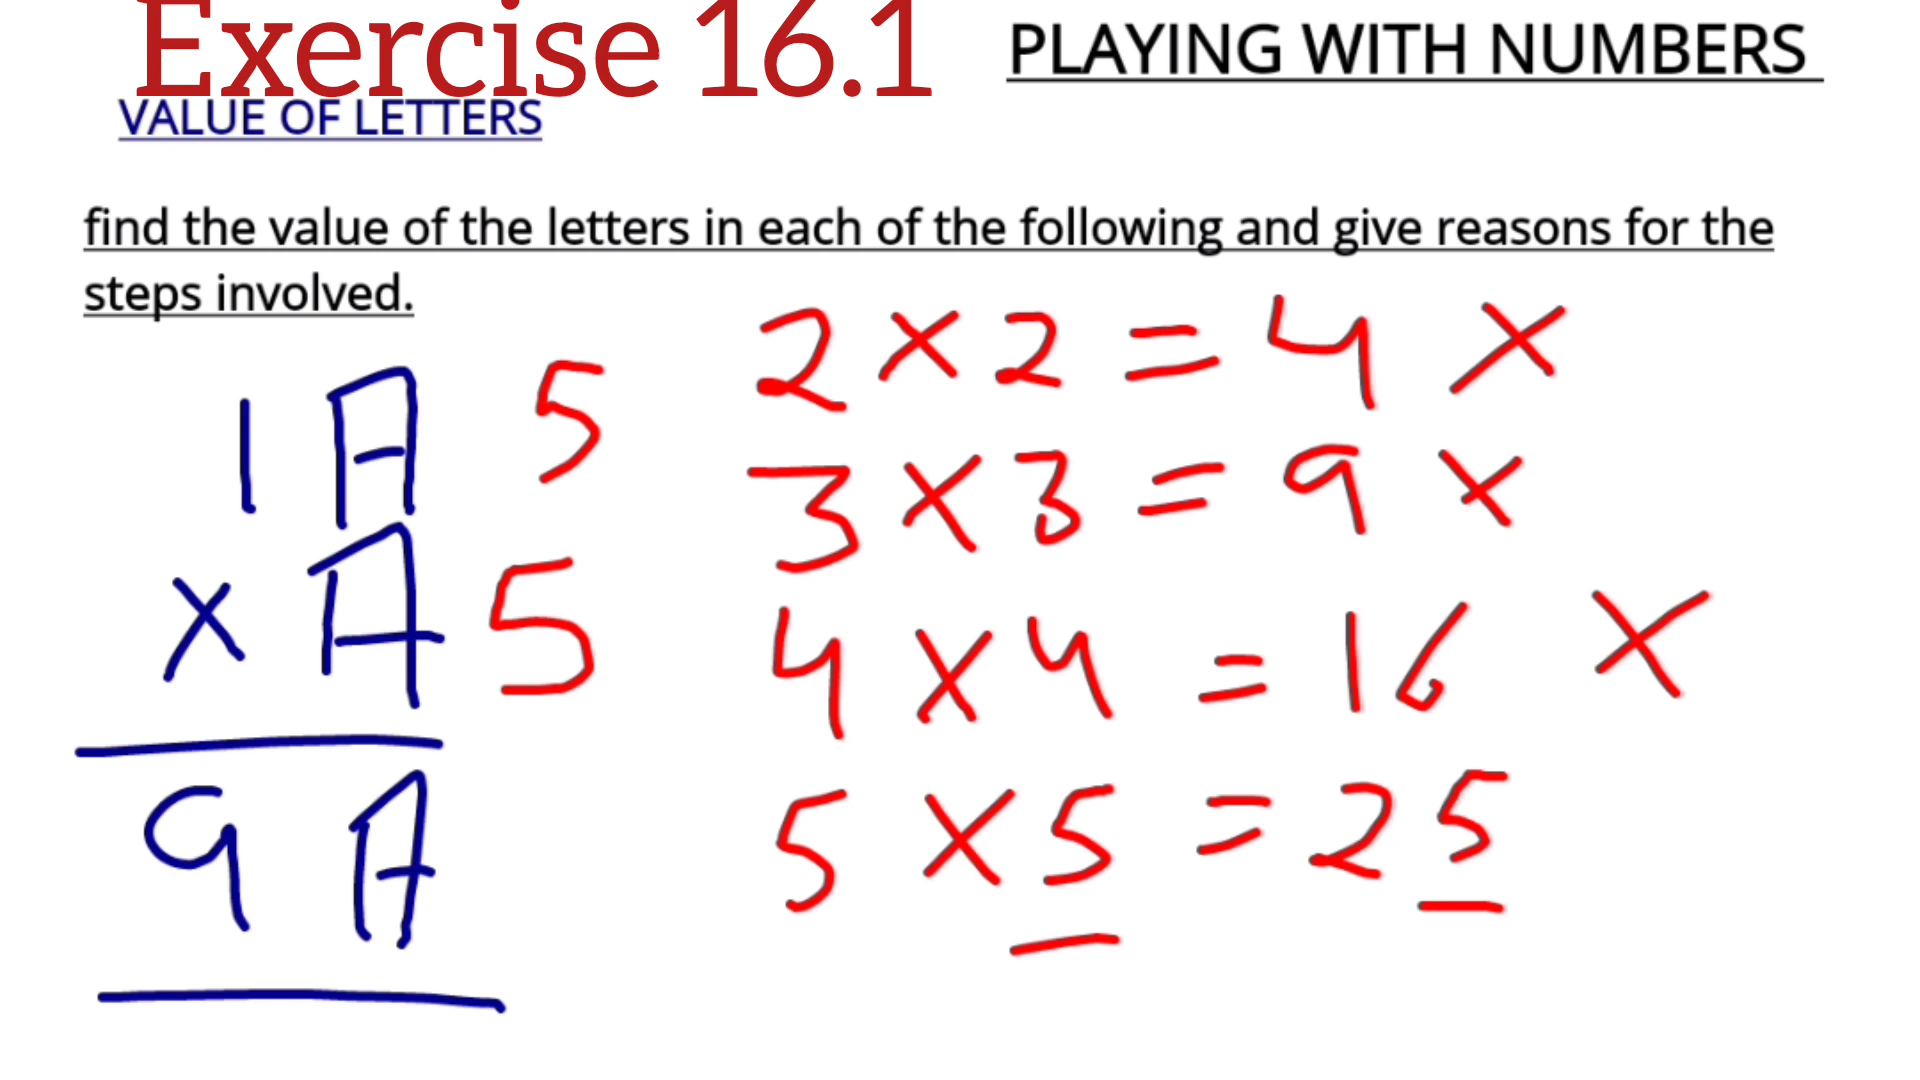 Exercise 16.1
PLAYING WITH NUMBERS
VALUE OF LETTERS
find the value of the letters in each of the following and give reasons for the
steps involved.
1 A 5
× A 5
9 A
2 × 2 = 4 ×
3 × 3 = 9 ×
4 × 4 = 16 ×
5 × 5 = 25